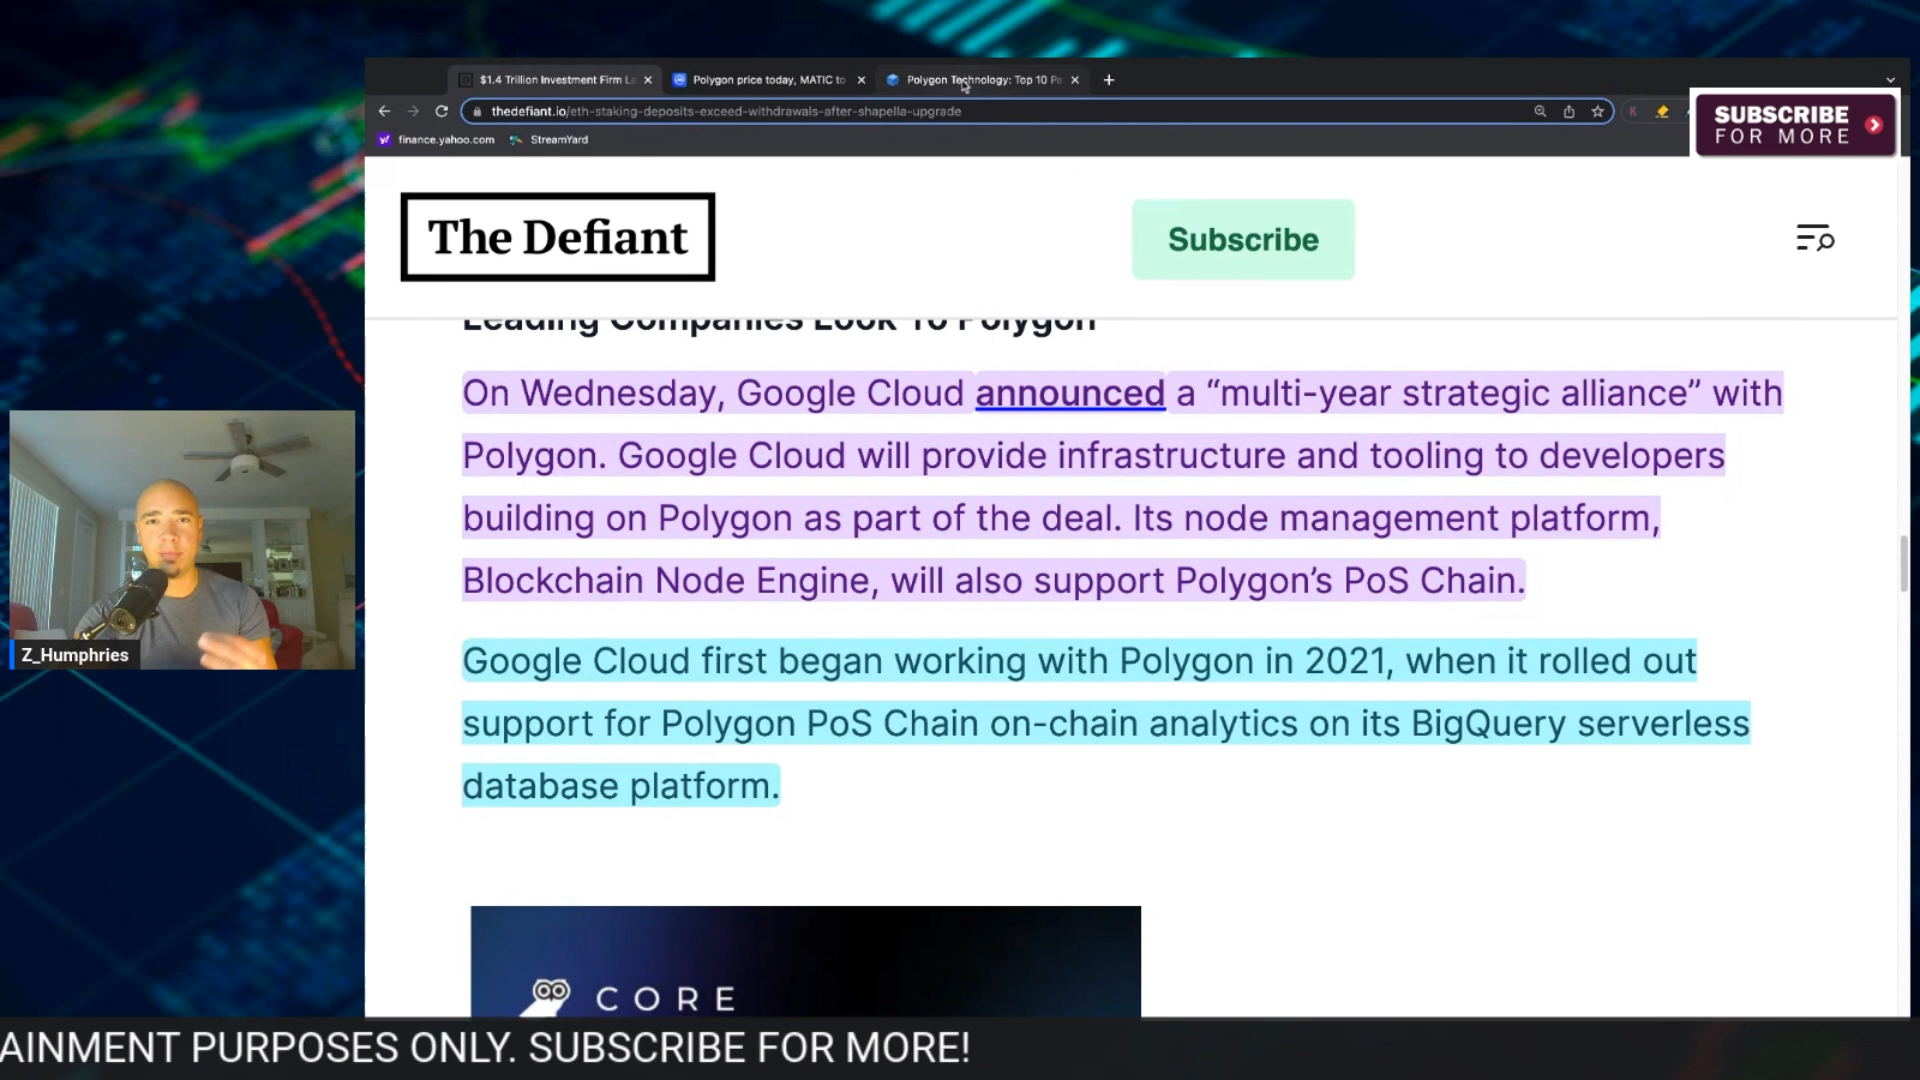 $1.4 Trillion Investment Firm La
Polygon price today, MATIC to
Polygon Technology: Top 10 Pa
thedefiant.io/eth-staking-deposits-exceed-withdrawals-after-shapella-upgrade
finance.yahoo.com
StreamYard
SUBSCRIBE
FOR MORE
The Defiant
Subscribe
Leading Companies Look To Polygon
On Wednesday, Google Cloud announced a “multi-year strategic alliance” with
Polygon. Google Cloud will provide infrastructure and tooling to developers
building on Polygon as part of the deal. Its node management platform,
Blockchain Node Engine, will also support Polygon’s PoS Chain.
Google Cloud first began working with Polygon in 2021, when it rolled out
support for Polygon PoS Chain on-chain analytics on its BigQuery serverless
database platform.
Z_Humphries
CORE
AINMENT PURPOSES ONLY. SUBSCRIBE FOR MORE!